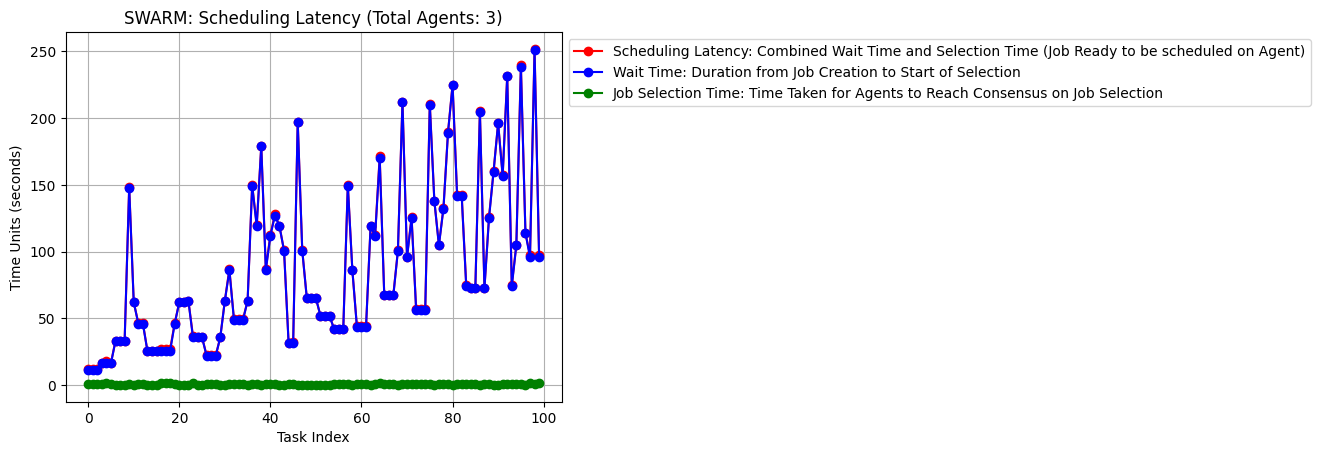 SWARM: Scheduling Latency (Total Agents: 3)
Scheduling Latency: Combined Wait Time and Selection Time (Job Ready to be scheduled on Agent)
Wait Time: Duration from Job Creation to Start of Selection
Job Selection Time: Time Taken for Agents to Reach Consensus on Job Selection
Time Units (seconds)
250
200
150
100
50
0
0 20 40 60 80 100
Task Index